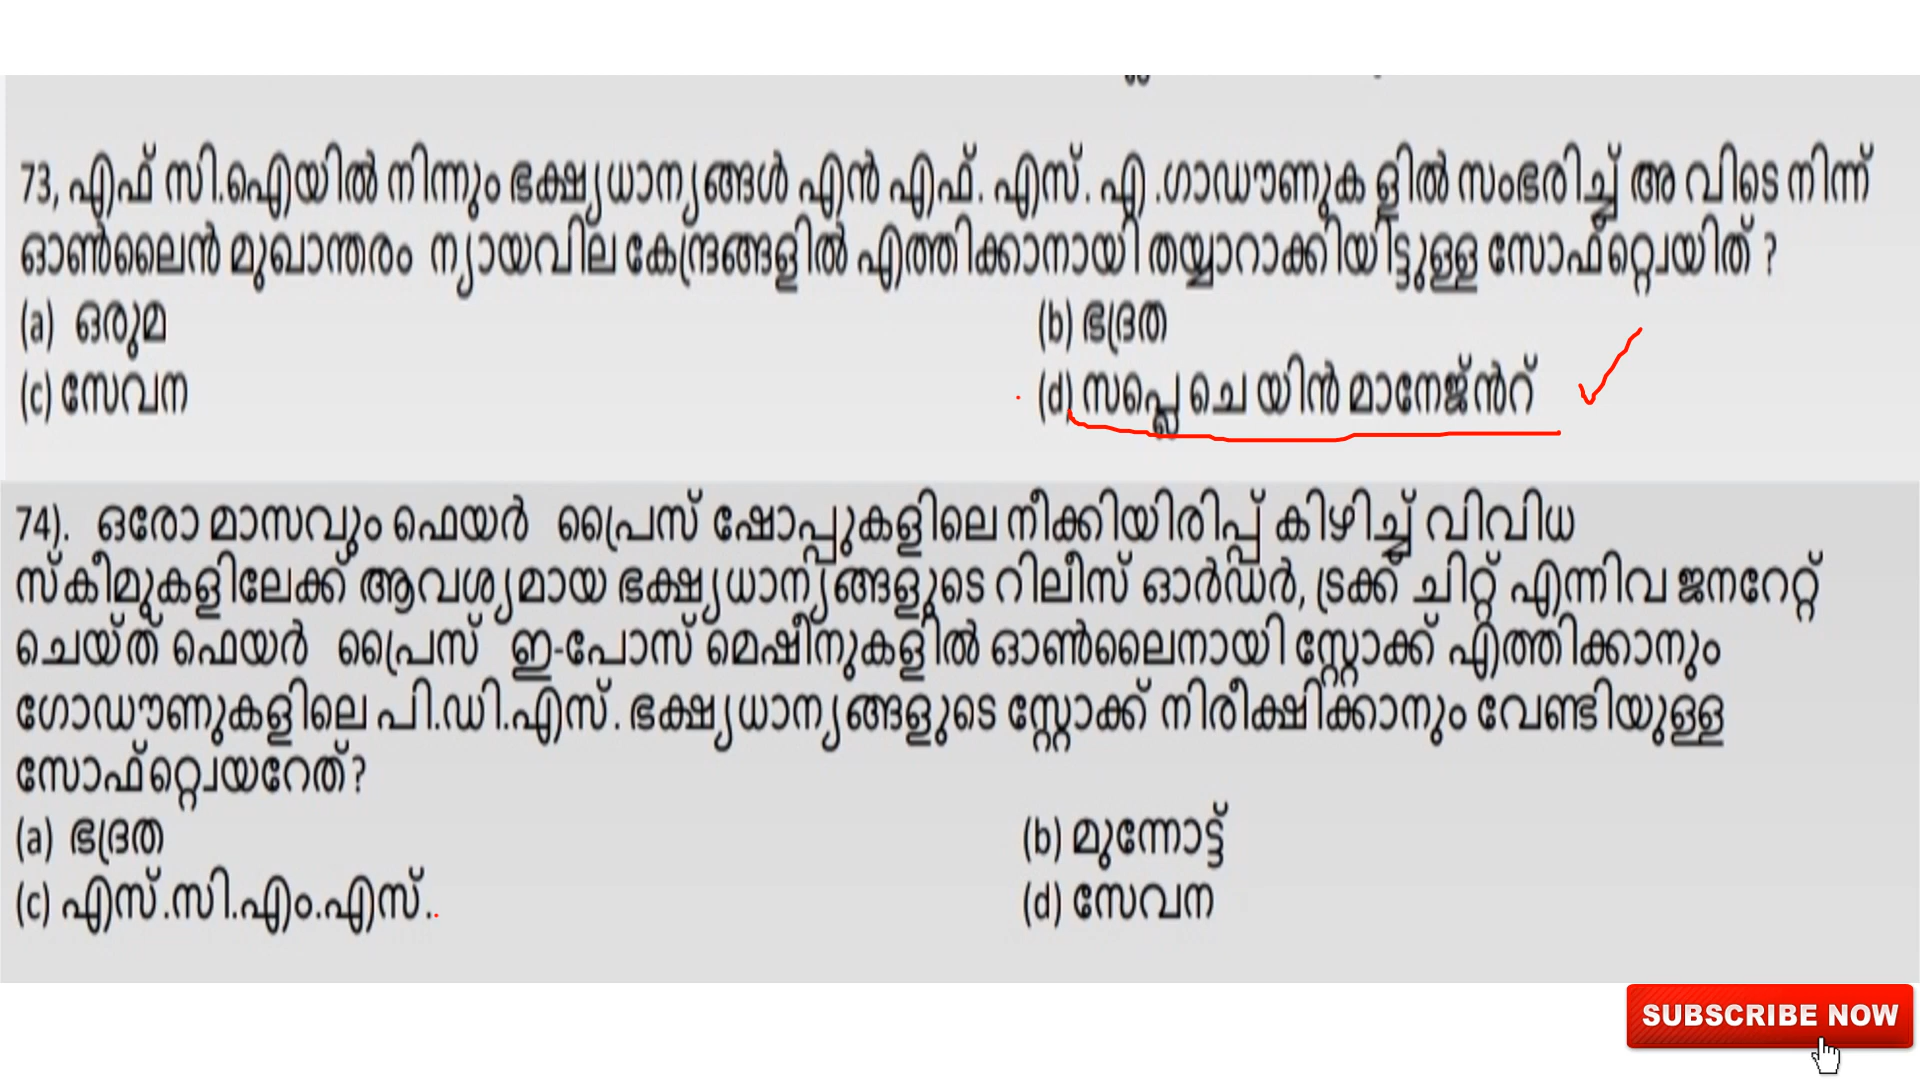 73, എഫ് സി.ഐയിൽ നിന്നും ഭക്ഷ്യധാന്യങ്ങൾ എൻ എഫ്. എസ്. എ .ഗാഡൗണുക ളിൽ സംഭരിച്ച് അ വിടെ നിന്ന്
ഓൺലൈൻ മുഖാന്തരം ന്യായവില കേന്ദ്രങ്ങളിൽ എത്തിക്കാനായി തയ്യാറാക്കിയിട്ടുള്ള സോഫ്റ്റ്വെയിത് ?
(a) ഒരുമ
(b) ഭദ്രത
(c) സേവന
(d) സപ്ലൈ ചെ യിൻ മാനേജ്ൻറ്
74). ഒരോ മാസവും ഫെയർ പ്രൈസ് ഷോപ്പുകളിലെ നീക്കിയിരിപ്പ് കിഴിച്ച് വിവിധ
സ്കീമുകളിലേക്ക് ആവശ്യമായ ഭക്ഷ്യധാന്യങ്ങളുടെ റിലീസ് ഓർഡർ, ട്രക്ക് ചിറ്റ് എന്നിവ ജനറേറ്റ്
ചെയ്ത് ഫെയർ പ്രൈസ് ഇ-പോസ് മെഷീനുകളിൽ ഓൺലൈനായി സ്റ്റോക്ക് എത്തിക്കാനും
ഗോഡൗണുകളിലെ പി.ഡി.എസ്. ഭക്ഷ്യധാന്യങ്ങളുടെ സ്റ്റോക്ക് നിരീക്ഷിക്കാനും വേണ്ടിയുള്ള
സോഫ്റ്റ്വെയറേത്?
(a) ഭദ്രത
(b) മുന്നോട്ട്
(c) എസ്.സി.എം.എസ്.
(d) സേവന
SUBSCRIBE NOW